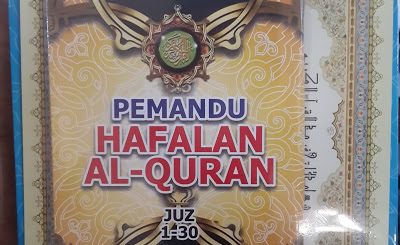 PEMANDU
HAFALAN
AL-QURAN
JUZ
1-30